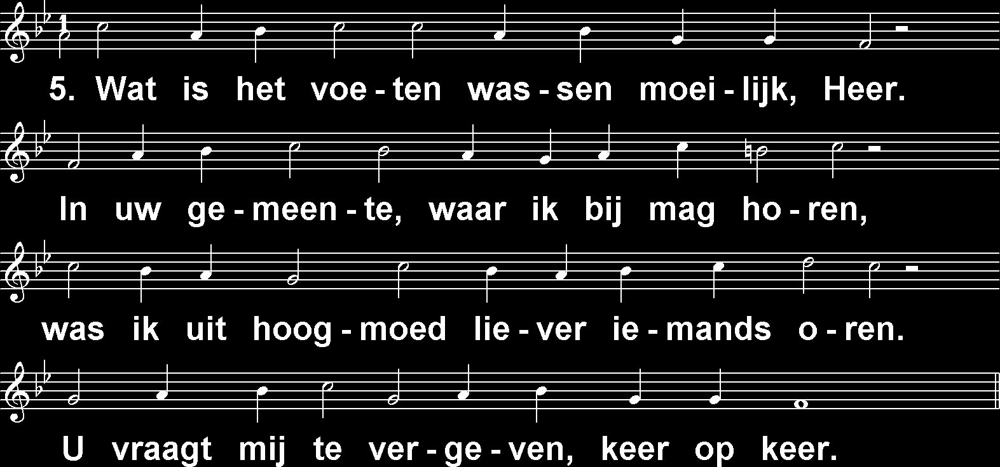 5. Wat is het voe - ten was - sen moei - lijk, Heer.
In uw ge - meen - te, waar ik bij mag ho - ren,
was ik uit hoog - moed lie - ver ie - mands o - ren.
U vraagt mij te ver - ge - ven, keer op keer.